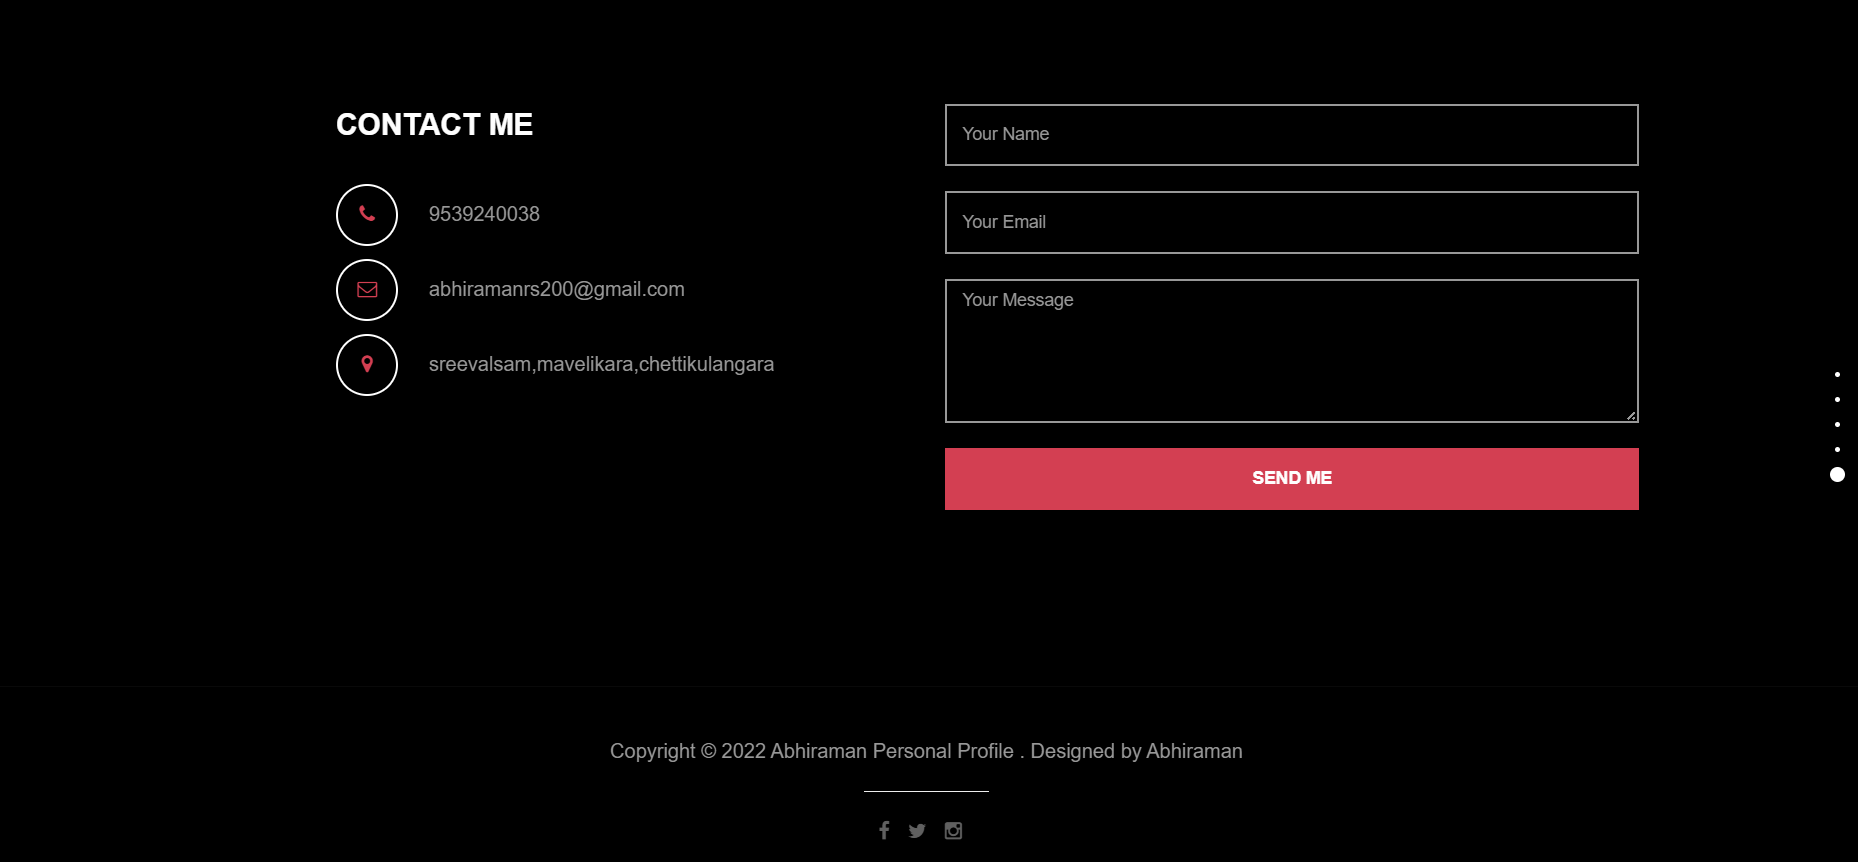 CONTACT ME
9539240038
abhiramanrs200@gmail.com
sreevalsam,mavelikara,chettikulangara
Your Name
Your Email
Your Message
SEND ME
Copyright © 2022 Abhiraman Personal Profile . Designed by Abhiraman